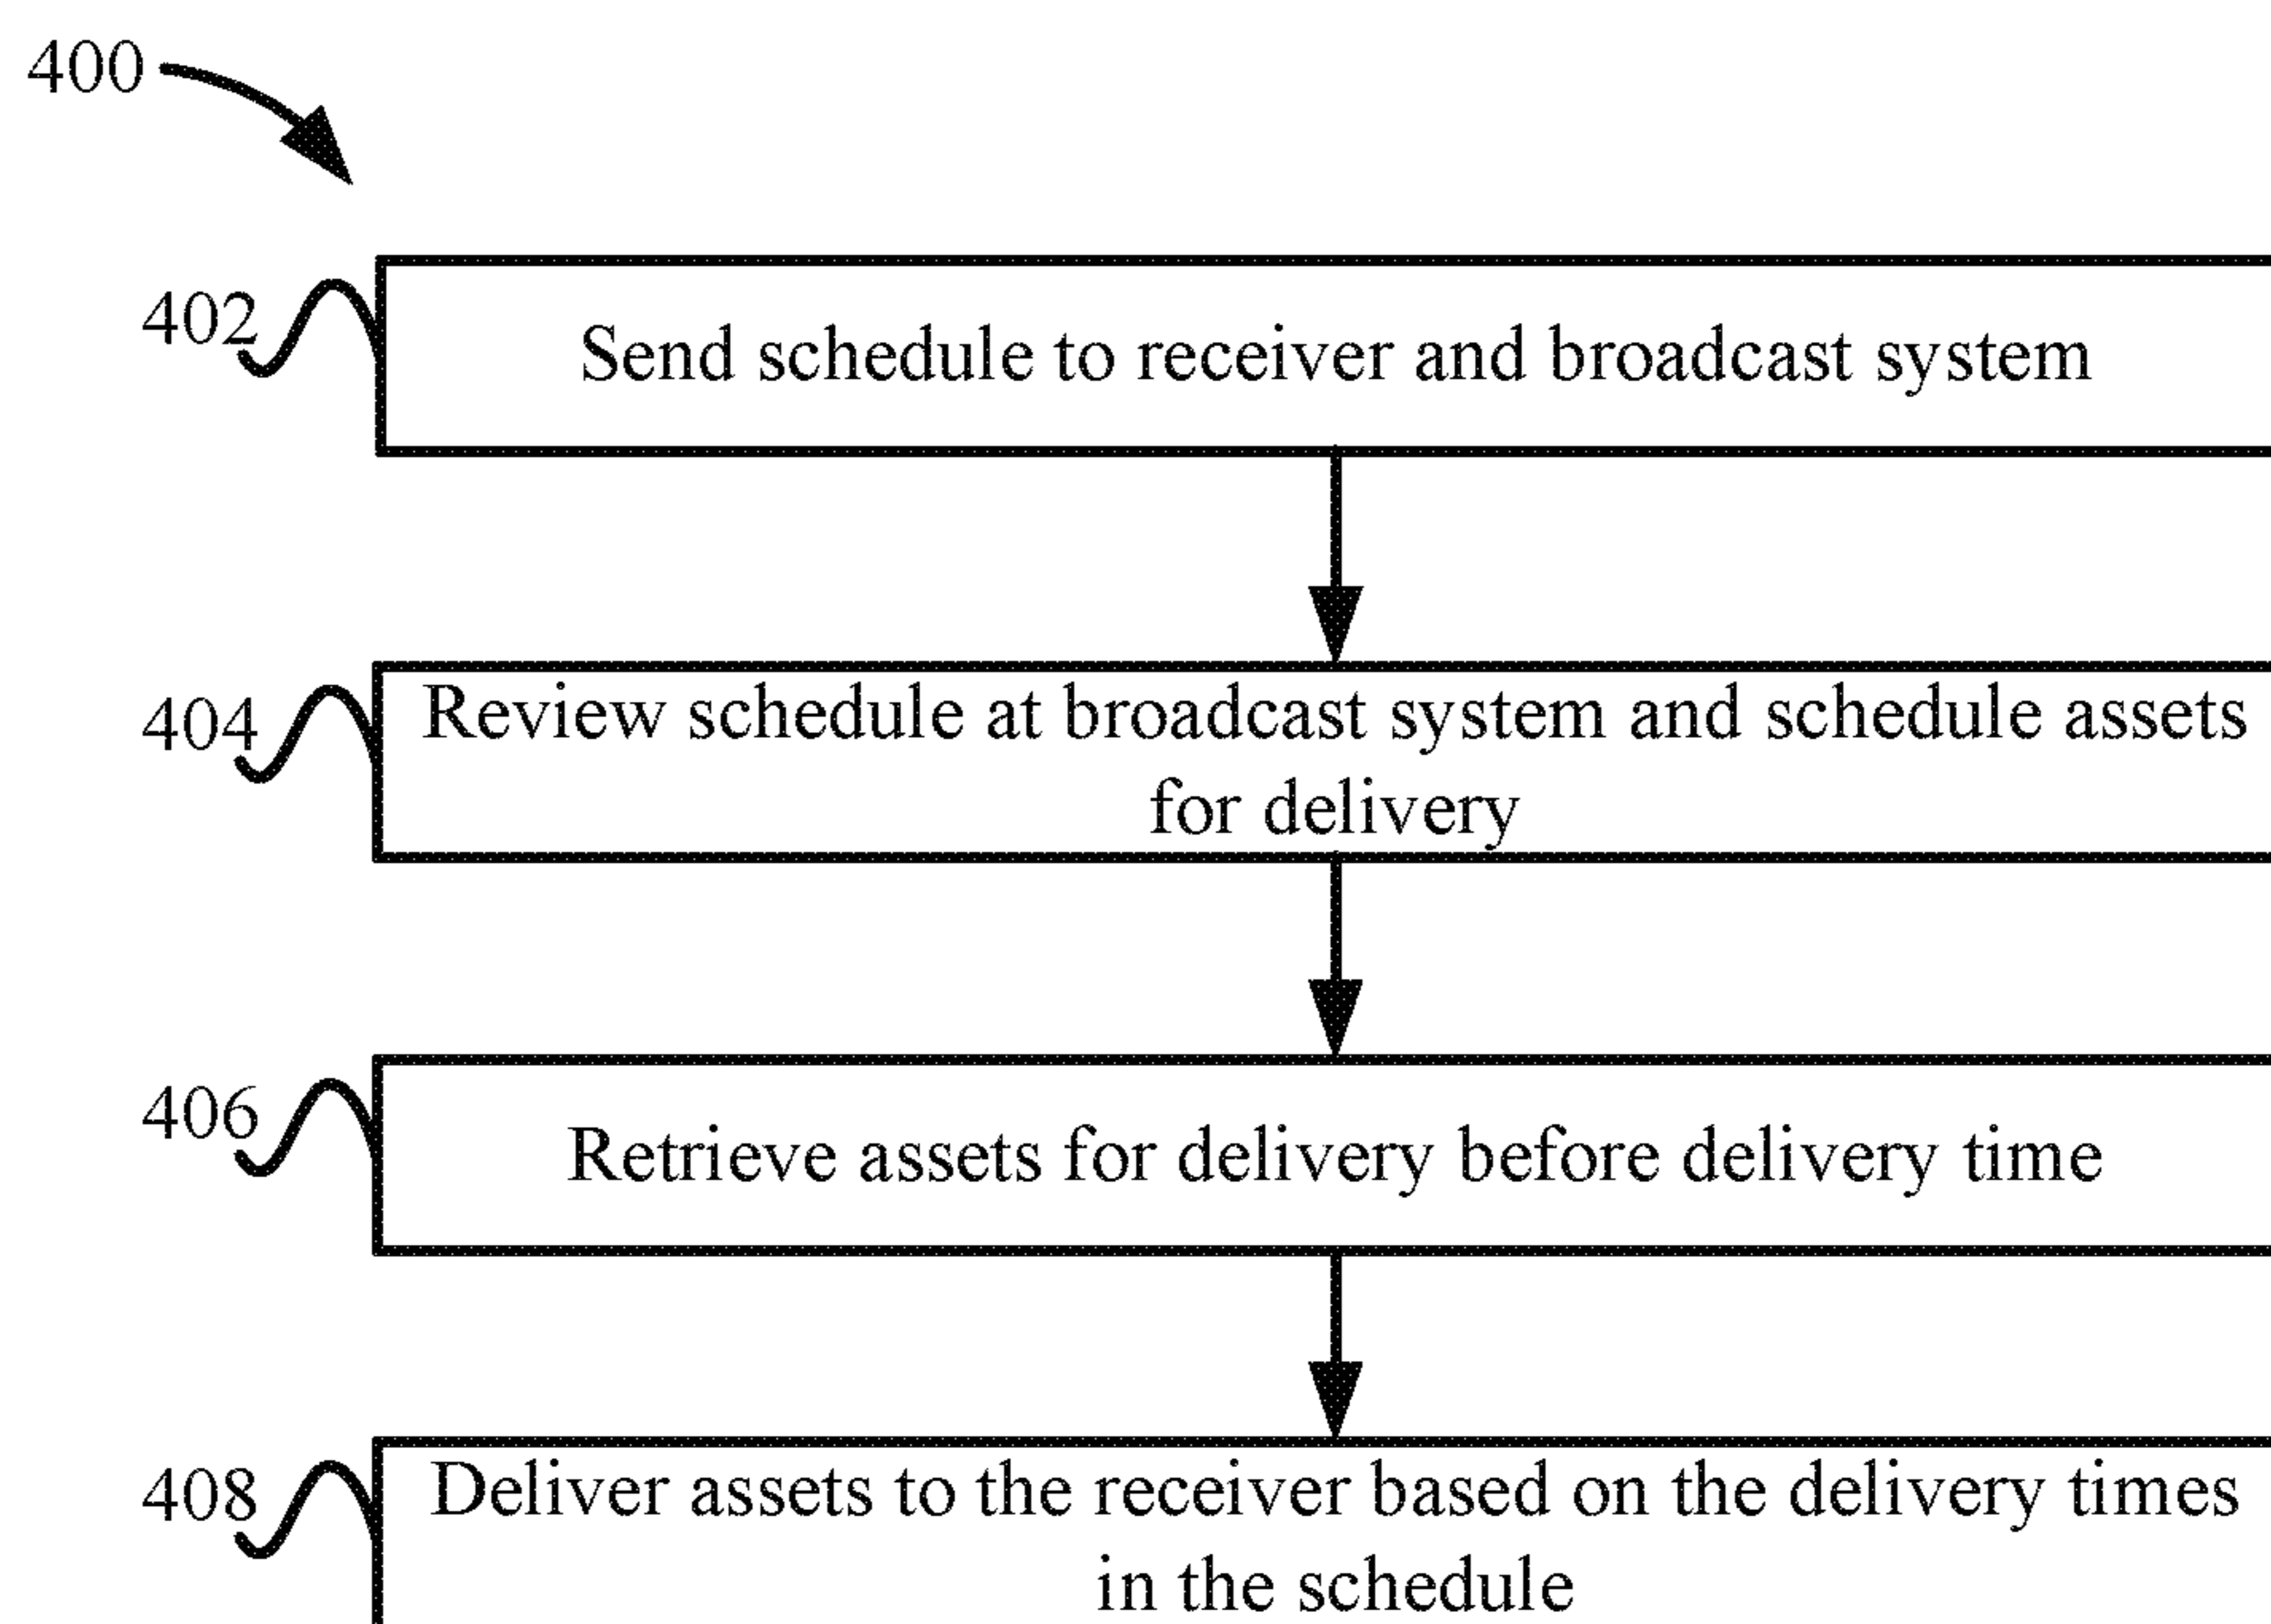 400
402
Send schedule to receiver and broadcast system
404
Review schedule at broadcast system and schedule assets
for delivery
406
Retrieve assets for delivery before delivery time
408
Deliver assets to the receiver based on the delivery times
in the schedule